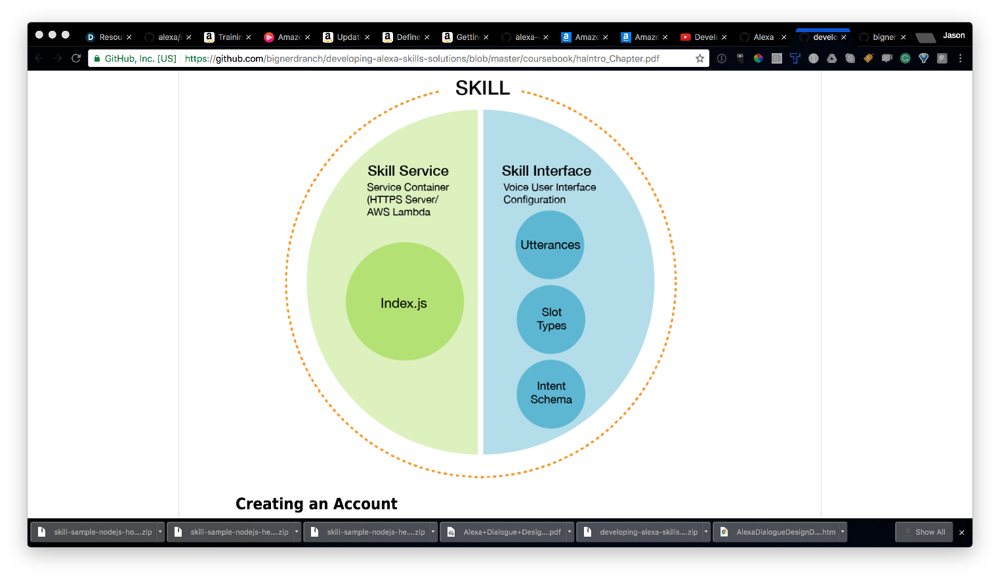 Resou
alexa/s
Trainin
Amazo
Update
Define
Gettin
alexa-
Amazo
Amazo
Develo
Alexa
develo
bigner
Jason
GitHub, Inc. [US]
https://github.com/bignerdranch/developing-alexa-skills-solutions/blob/master/coursebook/haIntro_Chapter.pdf
SKILL
Skill Service
Service Container
(HTTPS Server/
AWS Lambda
Index.js
Skill Interface
Voice User Interface
Configuration
Utterances
Slot
Types
Intent
Schema
Creating an Account
skill-sample-nodejs-ho....zip
skill-sample-nodejs-he....zip
skill-sample-nodejs-he....zip
Alexa+Dialogue+Desig....pdf
developing-alexa-skills....zip
AlexaDialogueDesignD....htm
Show All